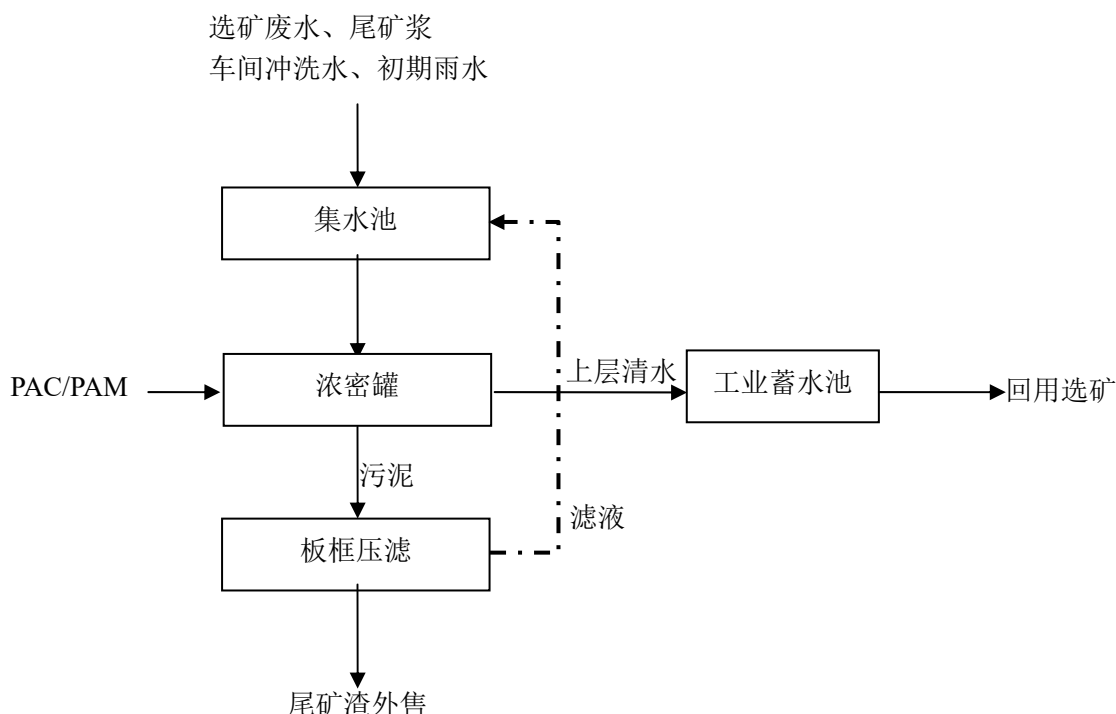 选矿废水、尾矿浆
车间冲洗水、初期雨水
集水池
PAC/PAM
浓密罐
上层清水
工业蓄水池
回用选矿
污泥
板框压滤
滤液
尾矿渣外售